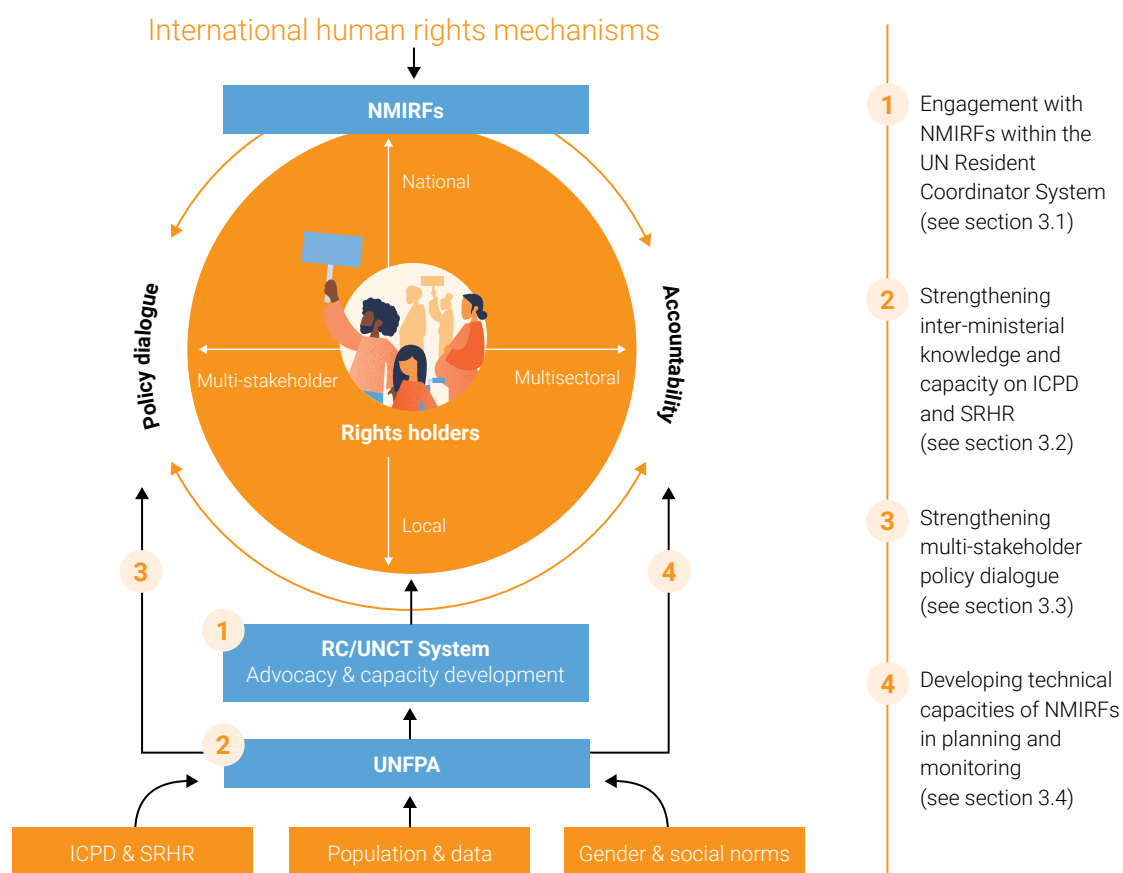 International human rights mechanisms
NMIRFs
National
Policy dialogue
Accountability
Multi-stakeholder
Multisectoral
Rights holders
Local
3
4
1
RC/UNCT System
Advocacy & capacity development
2
UNFPA
ICPD & SRHR
Population & data
Gender & social norms
1
Engagement with
NMIRFs within the
UN Resident
Coordinator System
(see section 3.1)
2
Strengthening
inter-ministerial
knowledge and
capacity on ICPD
and SRHR
(see section 3.2)
3
Strengthening
multi-stakeholder
policy dialogue
(see section 3.3)
4
Developing technical
capacities of NMIRFs
in planning and
monitoring
(see section 3.4)